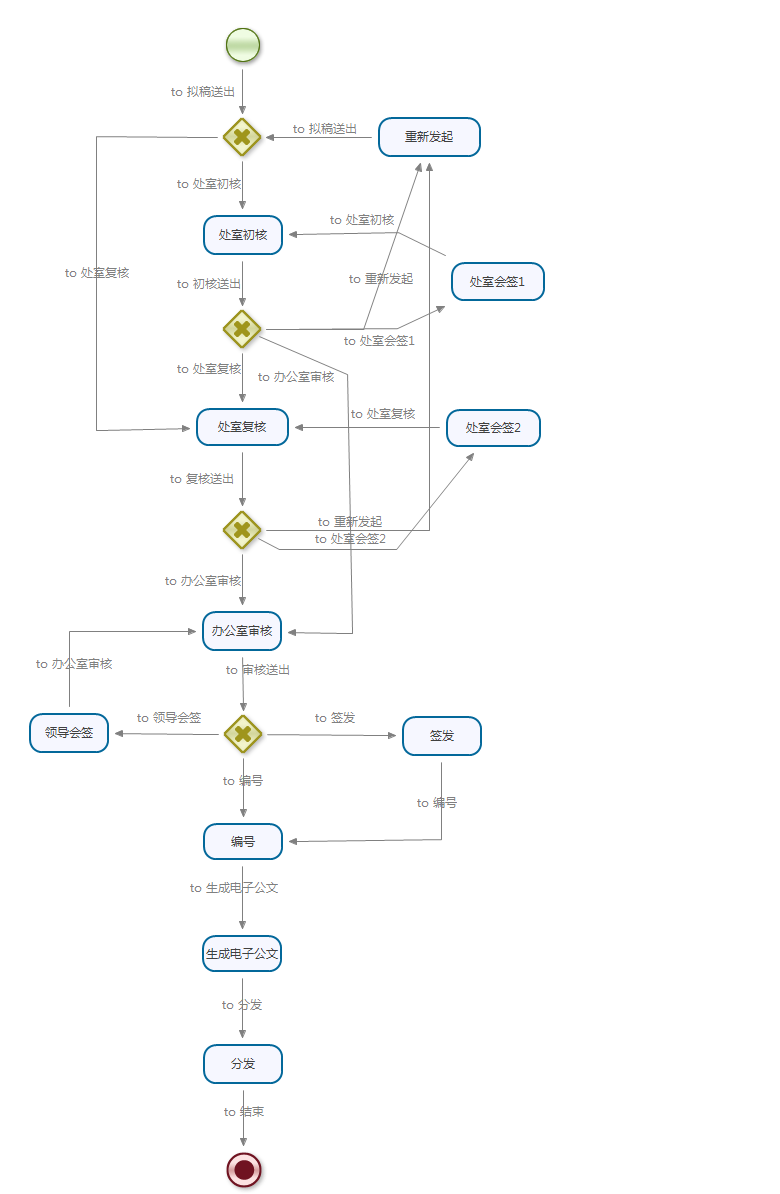 to 拟稿送出
to 拟稿送出
重新发起
to 处室初核
to 处室初核
处室初核
to 处室复核
to 初核送出
to 重新发起
处室会签1
to 处室会签1
to 处室复核
to 办公室审核
to 处室复核
处室复核
处室会签2
to 复核送出
to 重新发起
to 处室会签2
to 办公室审核
办公室审核
to 办公室审核
to 审核送出
to 领导会签
to 签发
领导会签
签发
to 编号
to 编号
编号
to 生成电子公文
生成电子公文
to 分发
分发
to 结束